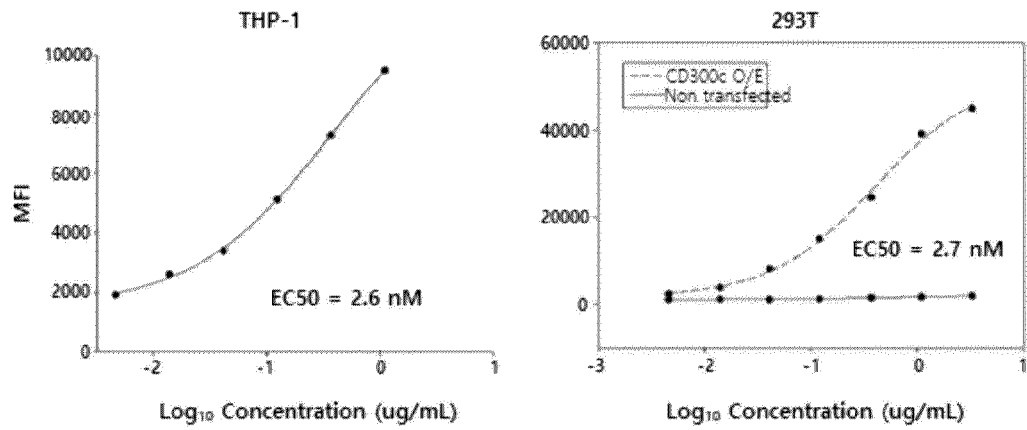 THP-1
10000
8000
6000
4000
2000
0
MFI
-2
-1
0
1
EC50 = 2.6 nM
Log₁₀ Concentration (ug/mL)
293T
60000
40000
20000
0
CD300c O/E
Non transfected
EC50 = 2.7 nM
-3
-2
-1
0
1
Log₁₀ Concentration (ug/mL)